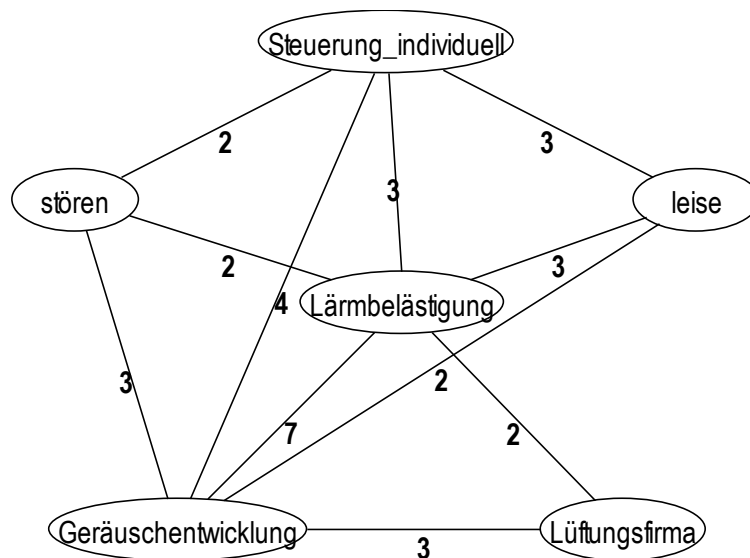 Steuerung_individuell
2
3
3
stören
leise
2
3
4
Lärmbelästigung
3
2
7
2
Geräuschentwicklung
3
Lüftungsfirma